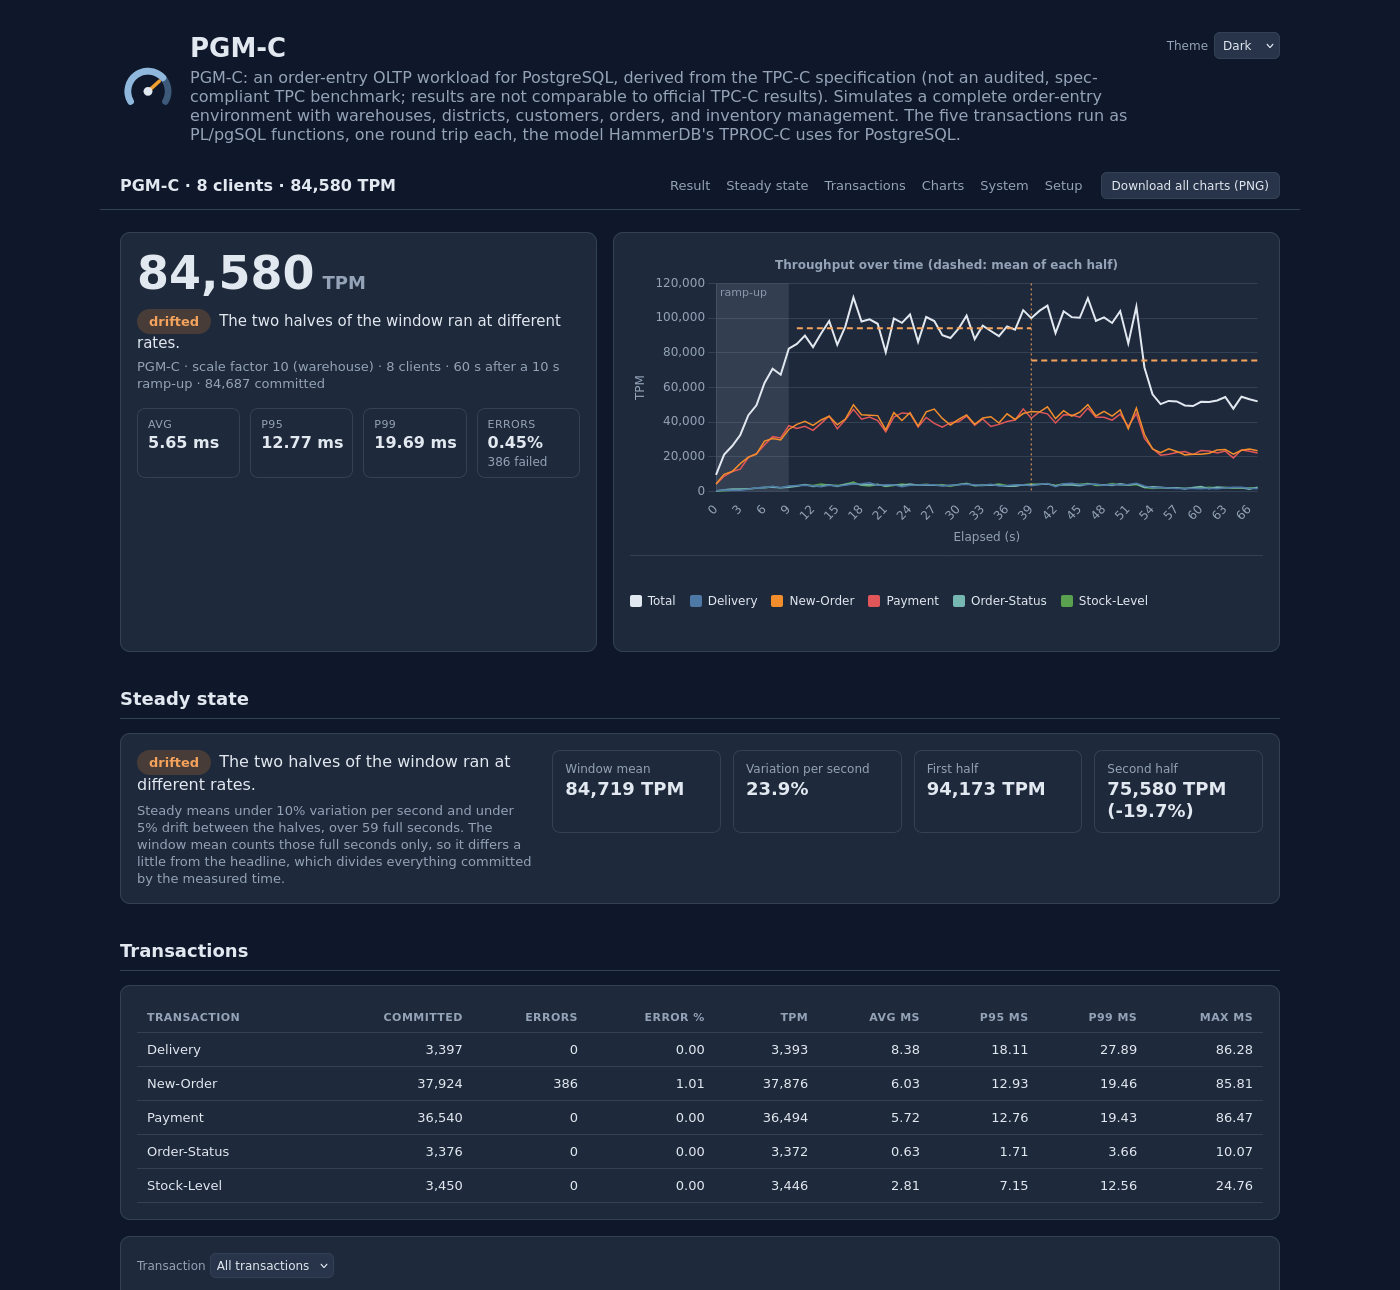 PGM-C
Theme Dark
PGM-C: an order-entry OLTP workload for PostgreSQL, derived from the TPC-C specification (not an audited, spec-
compliant TPC benchmark; results are not comparable to official TPC-C results). Simulates a complete order-entry
environment with warehouses, districts, customers, orders, and inventory management. The five transactions run as
PL/pgSQL functions, one round trip each, the model HammerDB's TPROC-C uses for PostgreSQL.
PGM-C · 8 clients · 84,580 TPM
Result Steady state Transactions Charts System Setup Download all charts (PNG)
84,580 TPM
drifted The two halves of the window ran at different
rates.
PGM-C · scale factor 10 (warehouse) · 8 clients · 60 s after a 10 s
ramp-up · 84,687 committed
AVG
5.65 ms
P95
12.77 ms
P99
19.69 ms
ERRORS
0.45%
386 failed
Throughput over time (dashed: mean of each half)
120,000
100,000
80,000
60,000
40,000
20,000
0
TPM
ramp-up
0 3 6 9 12 15 18 21 24 27 30 33 36 39 42 45 48 51 54 57 60 63 66
Elapsed (s)
Total Delivery New-Order Payment Order-Status Stock-Level
Steady state
drifted The two halves of the window ran at
different rates.
Steady means under 10% variation per second and under
5% drift between the halves, over 59 full seconds. The
window mean counts those full seconds only, so it differs a
little from the headline, which divides everything committed
by the measured time.
Window mean
84,719 TPM
Variation per second
23.9%
First half
94,173 TPM
Second half
75,580 TPM
(-19.7%)
Transactions
TRANSACTION COMMITTED ERRORS ERROR % TPM AVG MS P95 MS P99 MS MAX MS
Delivery 3,397 0 0.00 3,393 8.38 18.11 27.89 86.28
New-Order 37,924 386 1.01 37,876 6.03 12.93 19.46 85.81
Payment 36,540 0 0.00 36,494 5.72 12.76 19.43 86.47
Order-Status 3,376 0 0.00 3,372 0.63 1.71 3.66 10.07
Stock-Level 3,450 0 0.00 3,446 2.81 7.15 12.56 24.76
Transaction All transactions